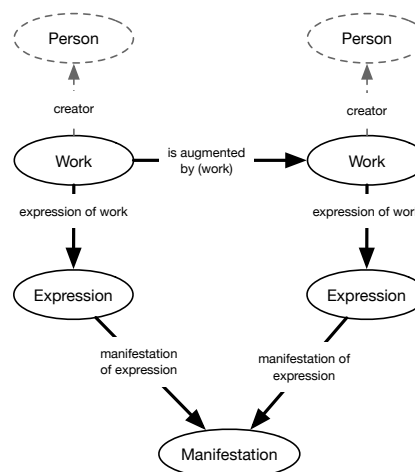 Person
Person
creator
creator
Work
is augmented
by (work)
Work
expression of work
expression of wor
Expression
Expression
manifestation
of expression
manifestation of
expression
Manifestation